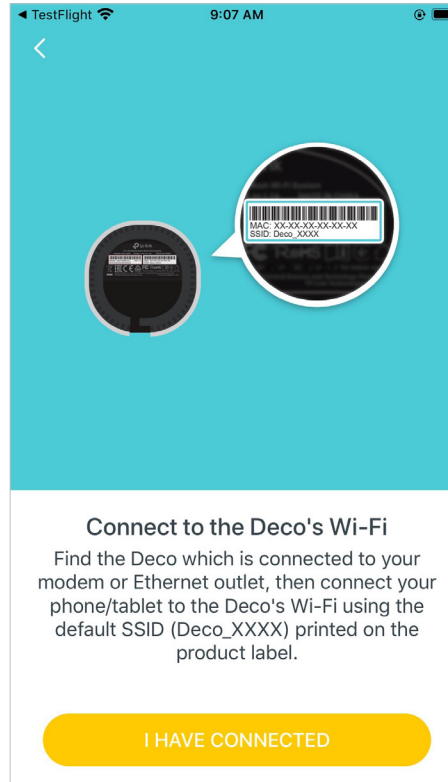 TestFlight
9:07 AM
tp-link
MAC: XX-XX-XX-XX-XX-XX
SSID: Deco_XXXX
Connect to the Deco's Wi-Fi
Find the Deco which is connected to your
modem or Ethernet outlet, then connect your
phone/tablet to the Deco's Wi-Fi using the
default SSID (Deco_XXXX) printed on the
product label.
I HAVE CONNECTED